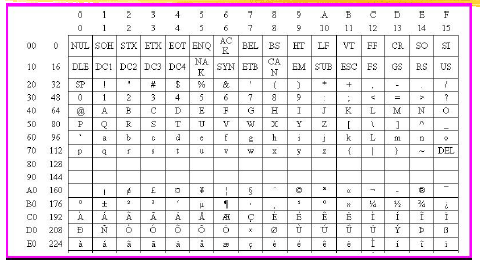 0 1 2 3 4 5 6 7 8 9 A B C D E F
0 1 2 3 4 5 6 7 8 9 10 11 12 13 14 15
00 0 NUL SOH STX ETX EOT ENQ ACK BEL BS HT LF VT FF CR SO SI
10 16 DLE DC1 DC2 DC3 DC4 NAK SYN ETB CAN EM SUB ESC FS GS RS US
20 32 SP ! " # $ % & ' ( ) * + , - . /
30 48 0 1 2 3 4 5 6 7 8 9 : ; < = > ?
40 64 @ A B C D E F G H I J K L M N O
50 80 P Q R S T U V W X Y Z [ \ ] ^ _
60 96 ` a b c d e f g h i j k L m n o
70 112 p q r s t u v w x y z { | } ~ DEL
80 128
90 144
A0 160 ¡ £ ¤ ¥ ¦ § © ª « ¬ - ®
B0 176 ° ± ² ³ ´ µ ¶ º » ¼ ½ ¾ ¿
C0 192 À Á Â Ã Ä Å Æ Ç È É Ê Ë Ì Í Î Ï
D0 208 Ñ Ò Ó Ô Õ Ö × Ø Ù Ú Û Ü Ý Þ ß
E0 224 à á â ã ä å æ ç è é ê ë